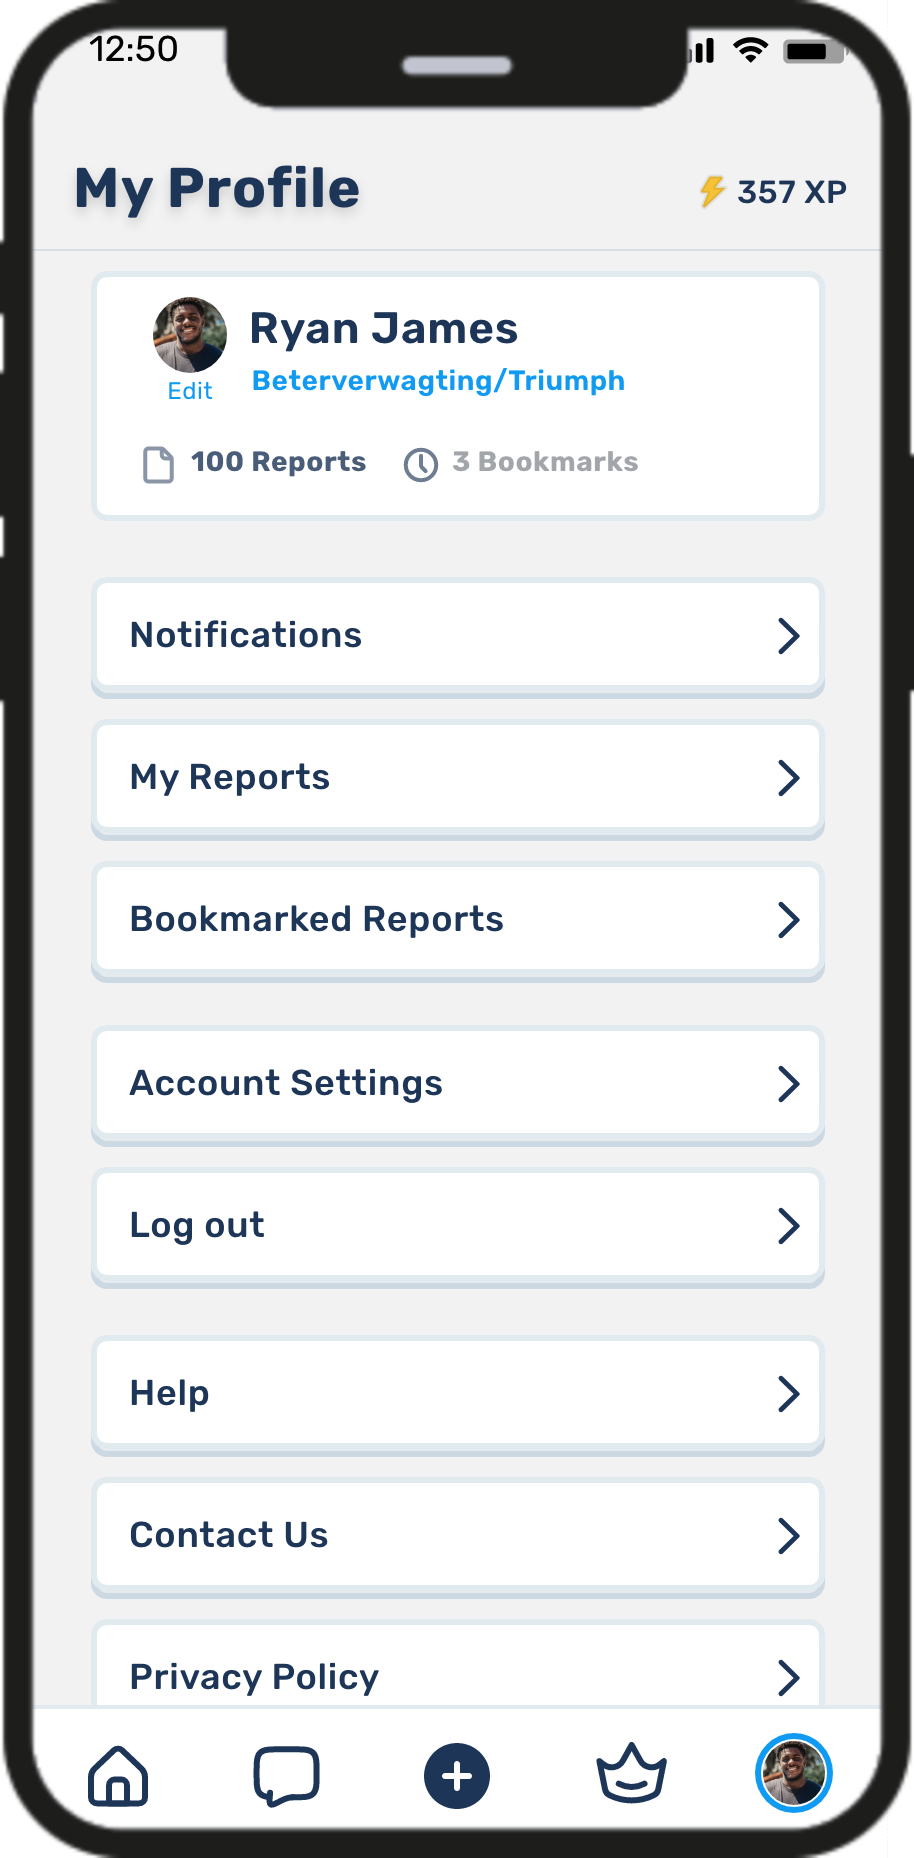 12:50
My Profile
357 XP
Ryan James
Edit
Beterverwagting/Triumph
100 Reports
3 Bookmarks
Notifications
My Reports
Bookmarked Reports
Account Settings
Log out
Help
Contact Us
Privacy Policy